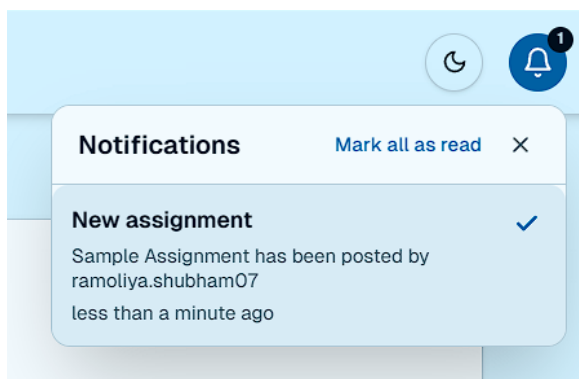 1
Notifications
Mark all as read
New assignment
Sample Assignment has been posted by
ramoliya.shubham07
less than a minute ago